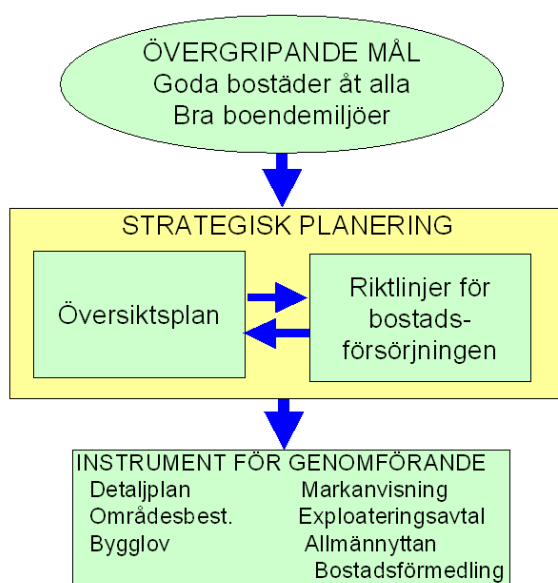 ÖVERGRIPANDE MÅL
Goda bostäder åt alla
Bra boendemiljöer
STRATEGISK PLANERING
Översiktsplan
Riktlinjer för
bostads-
försörjningen
INSTRUMENT FÖR GENOMFÖRANDE
Detaljplan
Områdesbest.
Bygglov
Markanvisning
Exploateringsavtal
Allmännyttan
Bostadsförmedling